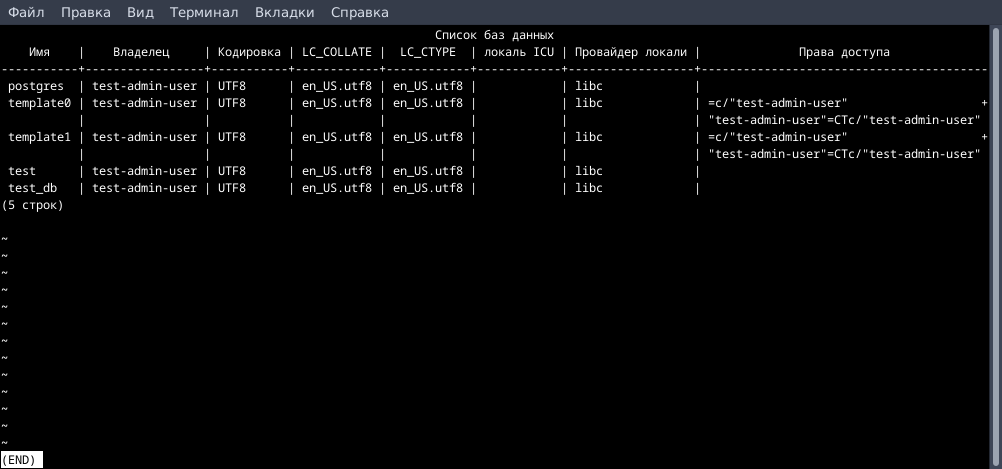 Файл Правка Вид Терминал Вкладки Справка
Список баз данных
Имя | Владелец | Кодировка | LC_COLLATE | LC_CTYPE | локаль ICU | Провайдер локали | Права доступа
-----------+-----------------+-----------+------------+------------+------------+------------------+-----------------------------------------
postgres | test-admin-user | UTF8 | en_US.utf8 | en_US.utf8 | | libc |
template0 | test-admin-user | UTF8 | en_US.utf8 | en_US.utf8 | | libc | =c/"test-admin-user" +
| | | | | | | "test-admin-user"=CTc/"test-admin-user"
template1 | test-admin-user | UTF8 | en_US.utf8 | en_US.utf8 | | libc | =c/"test-admin-user" +
| | | | | | | "test-admin-user"=CTc/"test-admin-user"
test | test-admin-user | UTF8 | en_US.utf8 | en_US.utf8 | | libc |
test_db | test-admin-user | UTF8 | en_US.utf8 | en_US.utf8 | | libc |
(5 строк)
~
~
~
~
~
~
~
~
~
~
~
~
~
(END)